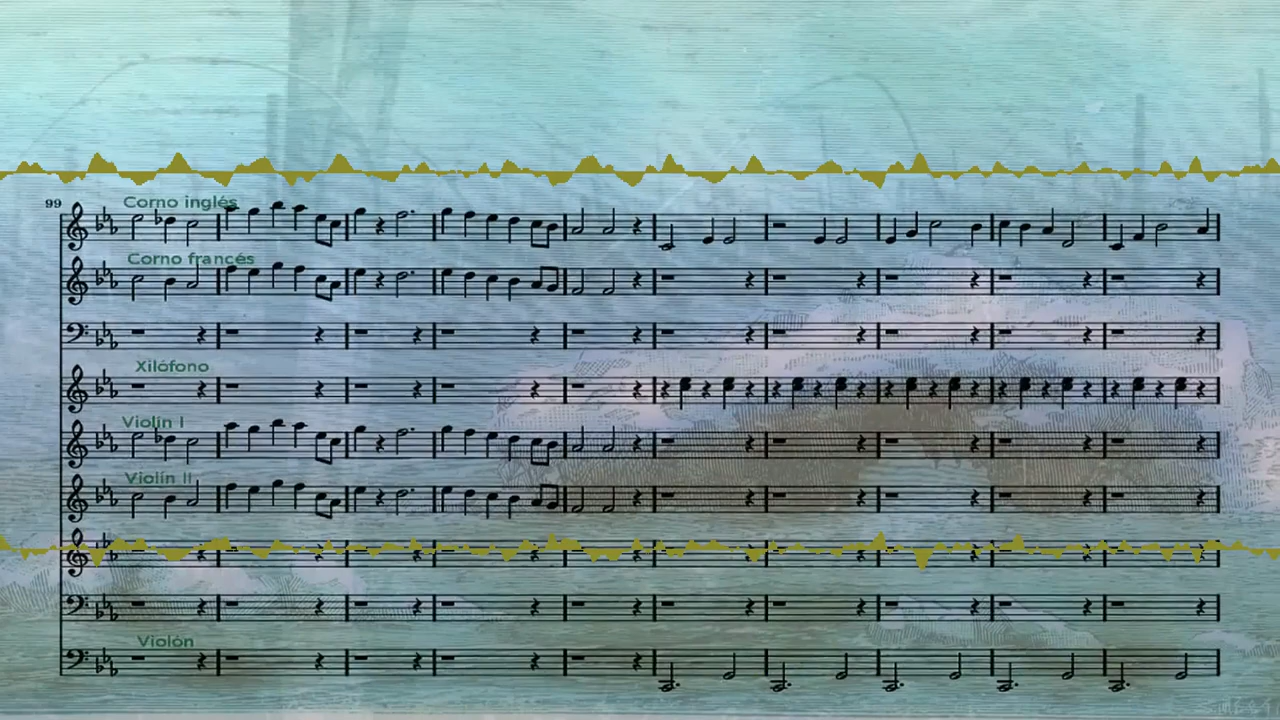 99
Corno inglés
Corno francés
Xilófono
Violín I
Violín II
Violón